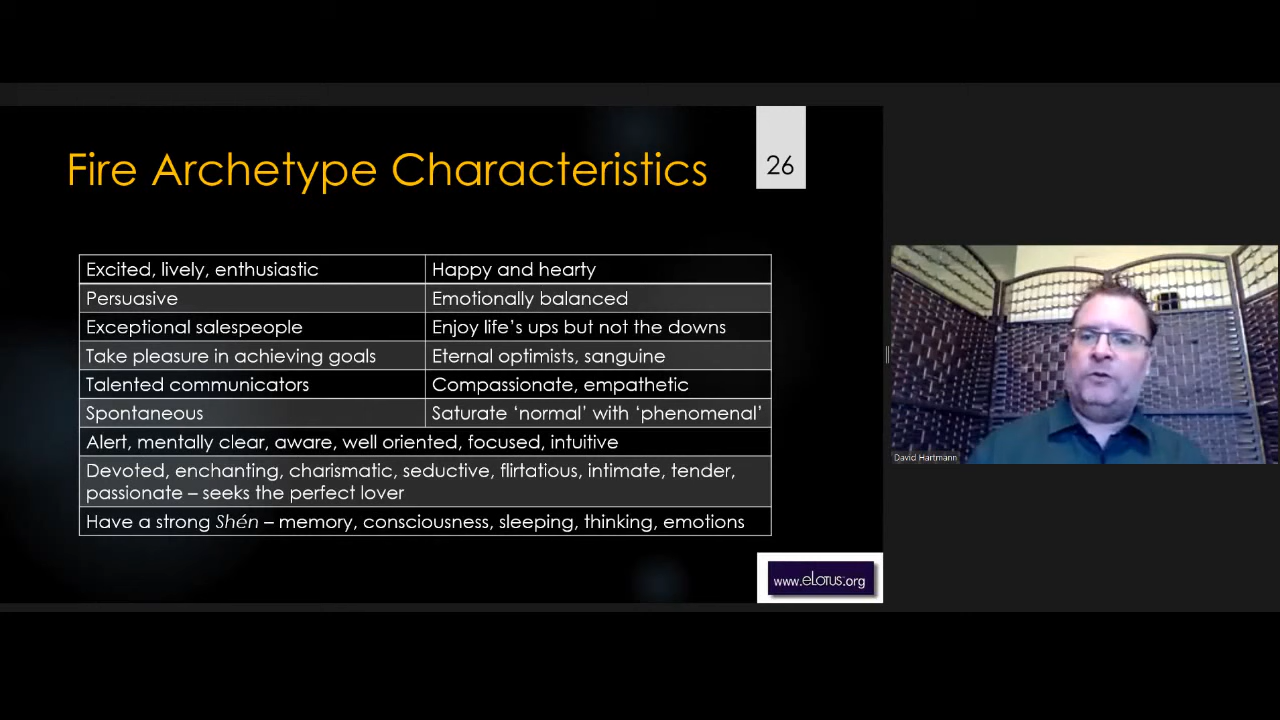 Fire Archetype Characteristics
26
Excited, lively, enthusiastic
Happy and hearty
Persuasive
Emotionally balanced
Exceptional salespeople
Enjoy life’s ups but not the downs
Take pleasure in achieving goals
Eternal optimists, sanguine
Talented communicators
Compassionate, empathetic
Spontaneous
Saturate ‘normal’ with ‘phenomenal’
Alert, mentally clear, aware, well oriented, focused, intuitive
Devoted, enchanting, charismatic, seductive, flirtatious, intimate, tender,
passionate – seeks the perfect lover
Have a strong Shén – memory, consciousness, sleeping, thinking, emotions
www.eLotus.org
David Hartmann